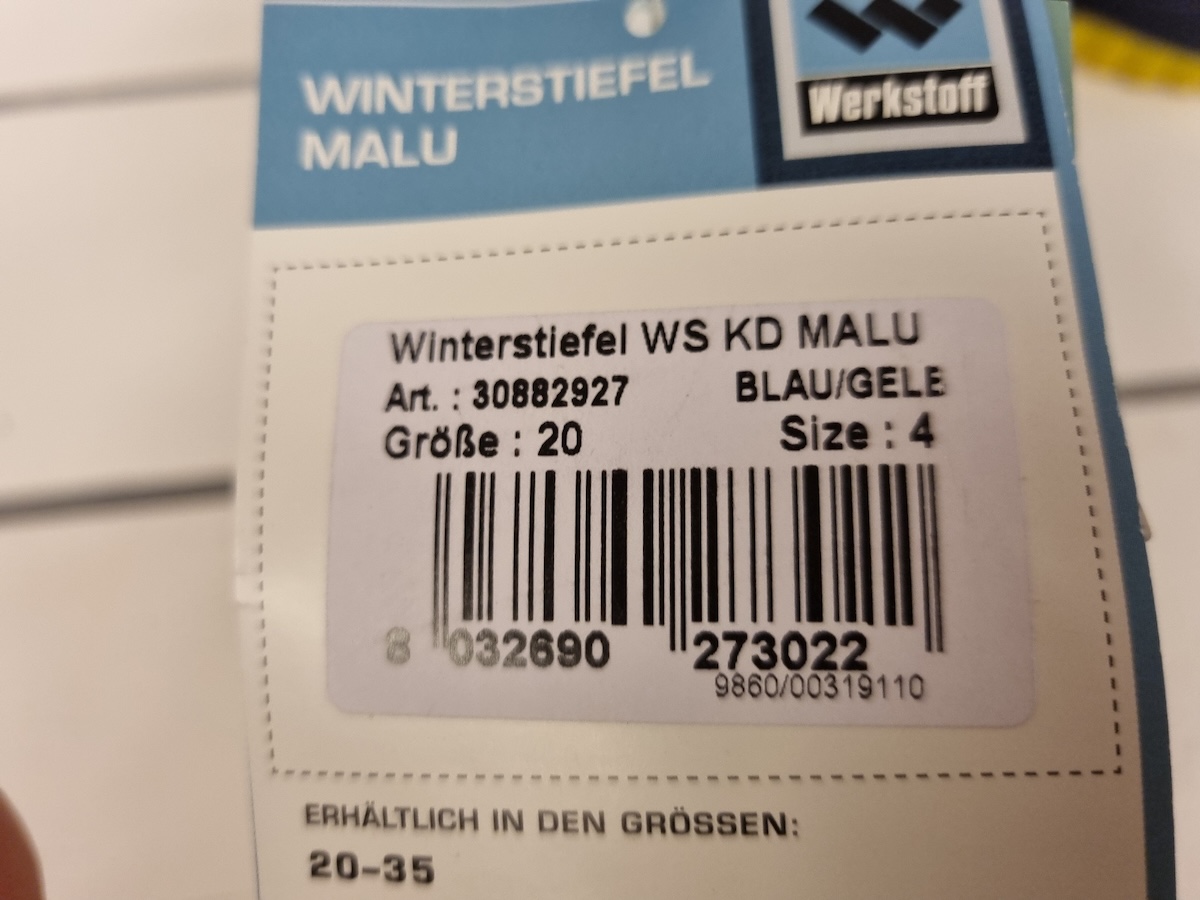 WINTERSTIEFEL
MALU
Werkstoff
Winterstiefel WS KD MALU
Art. : 30882927 BLAU/GELB
Größe : 20 Size : 4
8 032690 273022
9860/00319110
ERHÄLTLICH IN DEN GRÖSSEN:
20-35